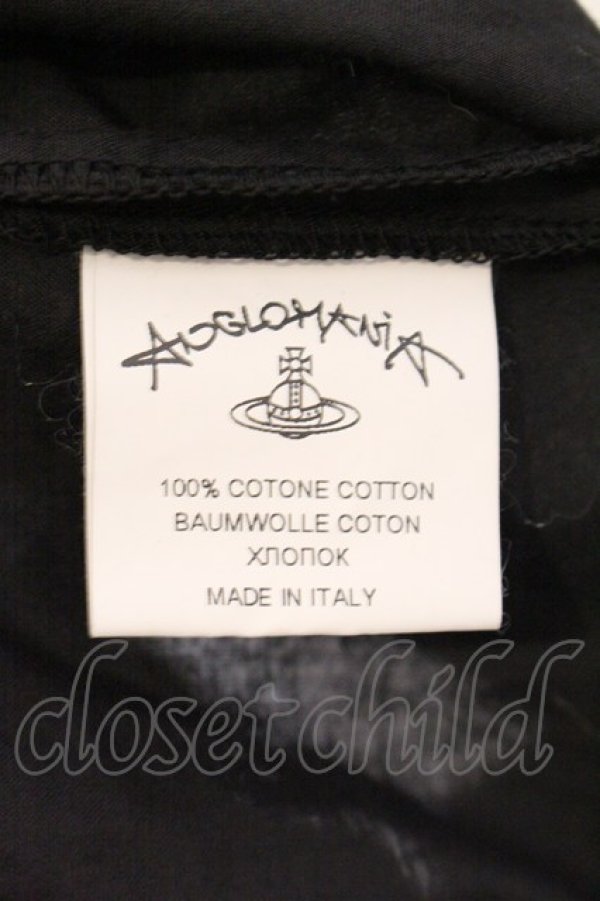 ANGLOMANIA
100% COTONE COTTON
BAUMWOLLE COTON
ХЛОПОК
MADE IN ITALY
closet child